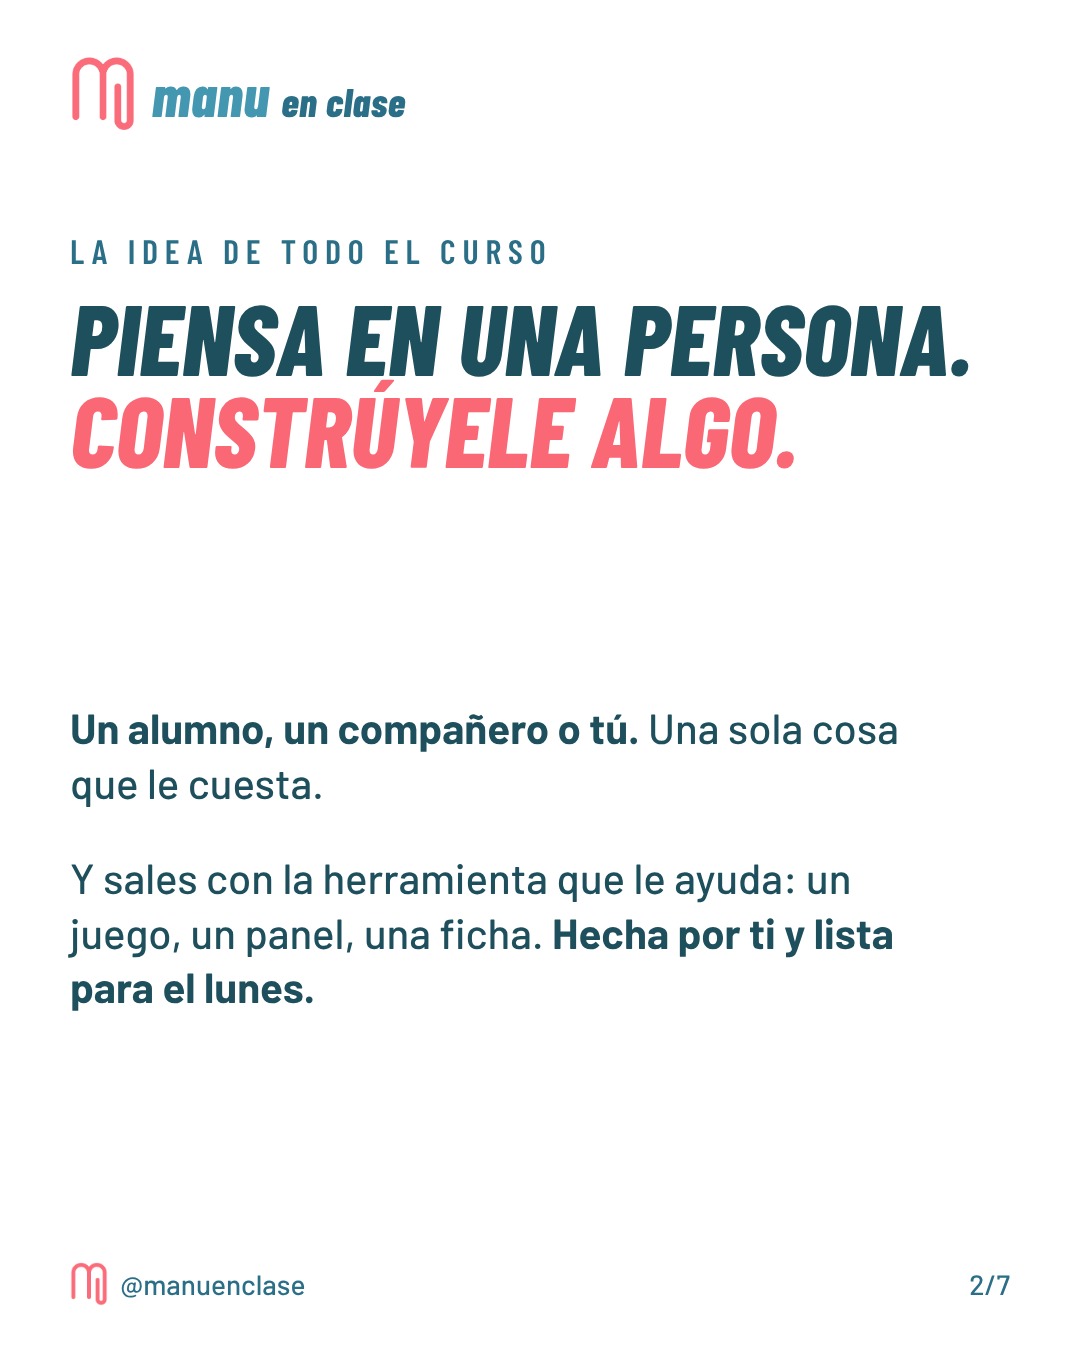 manu en clase
LA IDEA DE TODO EL CURSO
PIENSA EN UNA PERSONA.
CONSTRÚYELE ALGO.
Un alumno, un compañero o tú. Una sola cosa
que le cuesta.
Y sales con la herramienta que le ayuda: un
juego, un panel, una ficha. Hecha por ti y lista
para el lunes.
@manuenclase
2/7